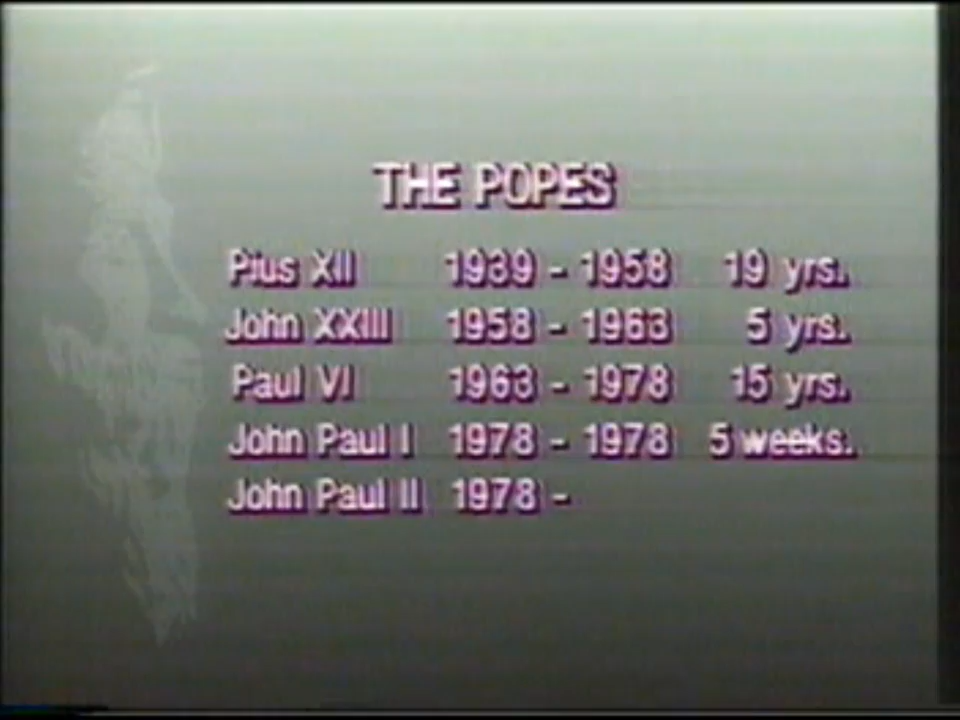 THE POPES
Pius XII 1939 - 1958 19 yrs.
John XXIII 1958 - 1963 5 yrs.
Paul VI 1963 - 1978 15 yrs.
John Paul I 1978 - 1978 5 weeks.
John Paul II 1978 -